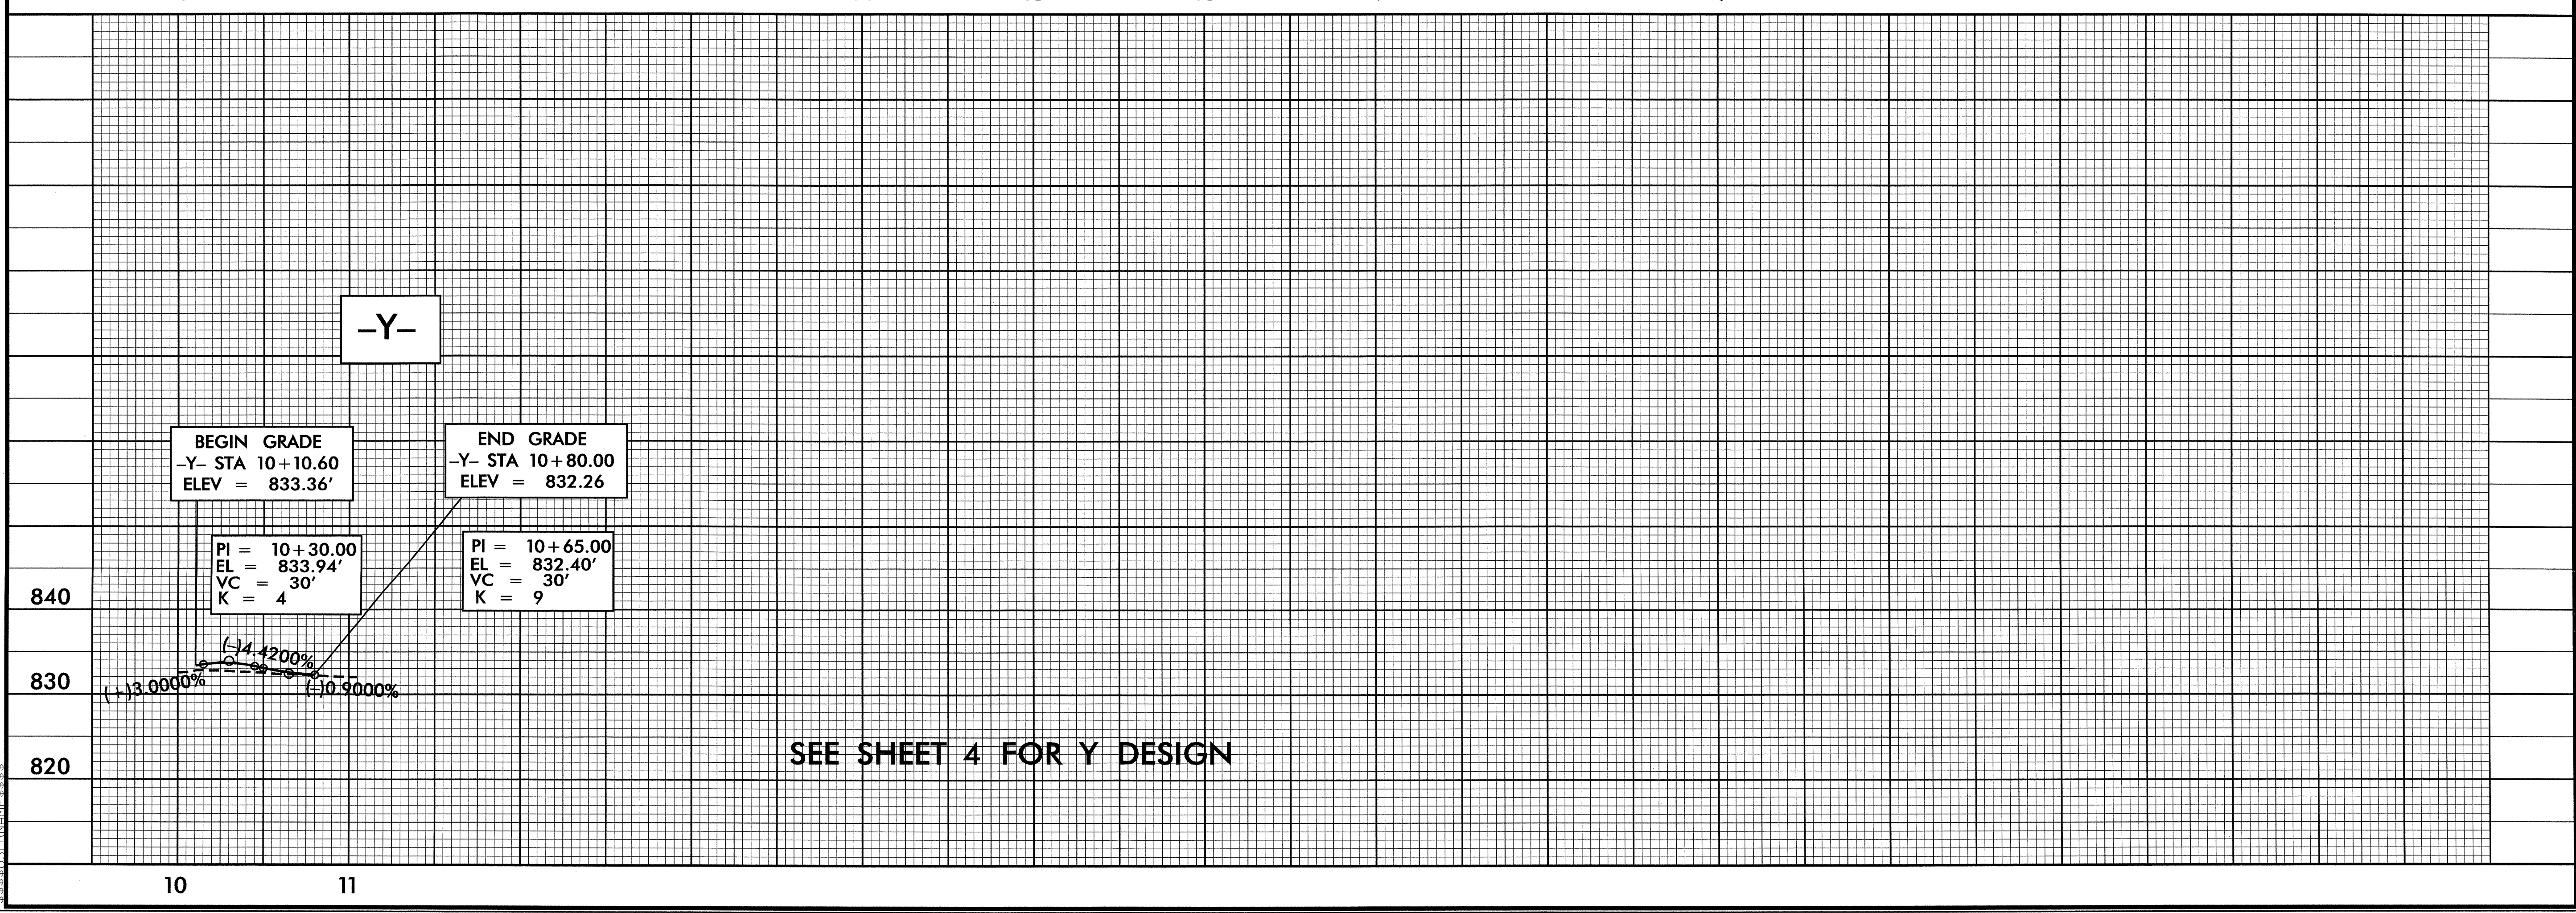 –Y–
BEGIN GRADE
–Y– STA 10+10.60
ELEV = 833.36'
END GRADE
–Y– STA 10+80.00
ELEV = 832.26
PI = 10+30.00
EL = 833.94'
VC = 30'
K = 4
PI = 10+65.00
EL = 832.40'
VC = 30'
K = 9
840
(–)4.4200%
830
(+)3.0000%
(–)0.9000%
SEE SHEET 4 FOR Y DESIGN
820
10
11